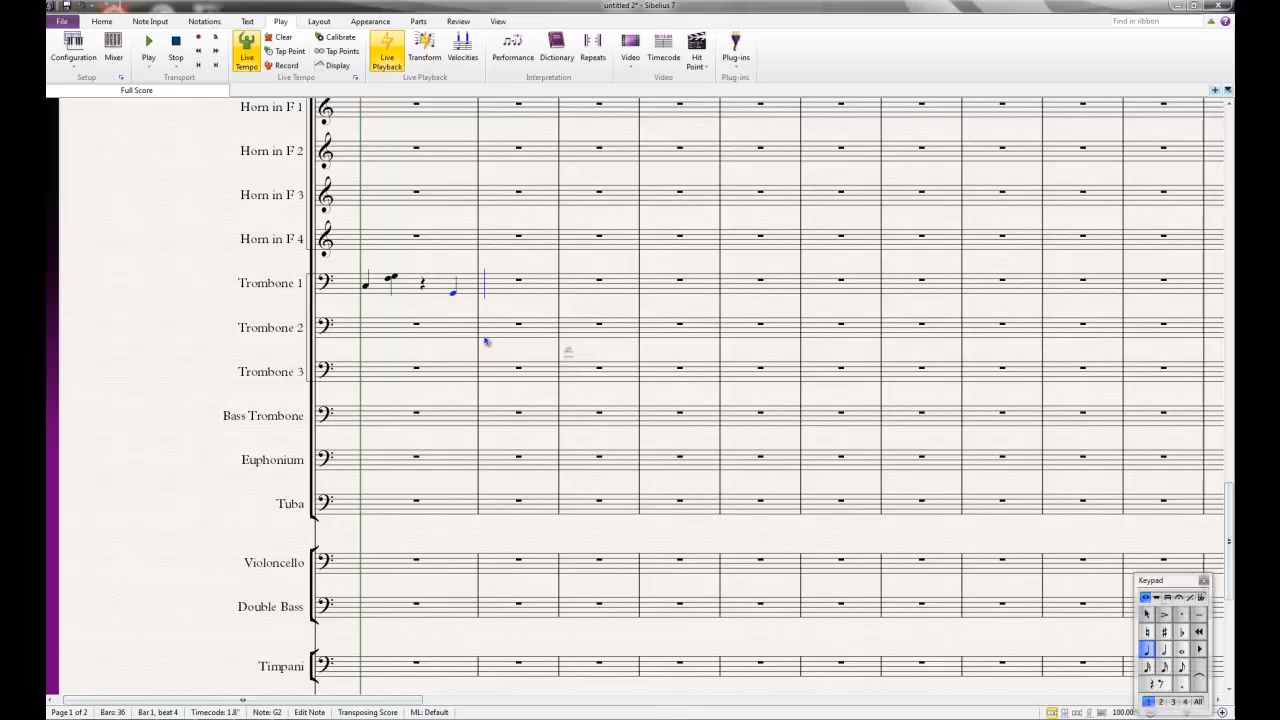 untitled 2* - Sibelius 7
File Home Note Input Notations Text Play Layout Appearance Parts Review View Find in ribbon
Configuration Mixer Play Stop Live Tempo Clear Tap Point Record Calibrate Tap Points Display Live Playback Transform Velocities Performance Dictionary Repeats Video Timecode Hit Point Plug-ins
Setup Transport Live Tempo Live Playback Interpretation Video Plug-ins
Full Score
Horn in F 1
Horn in F 2
Horn in F 3
Horn in F 4
Trombone 1
Trombone 2
Trombone 3
Bass Trombone
Euphonium
Tuba
Violoncello
Double Bass
Timpani
Keypad
1 2 3 4 All
Page 1 of 2 Bars: 36 Bar 1, beat 4 Timecode: 1.8" Note: G2 Edit Note Transposing Score ML: Default